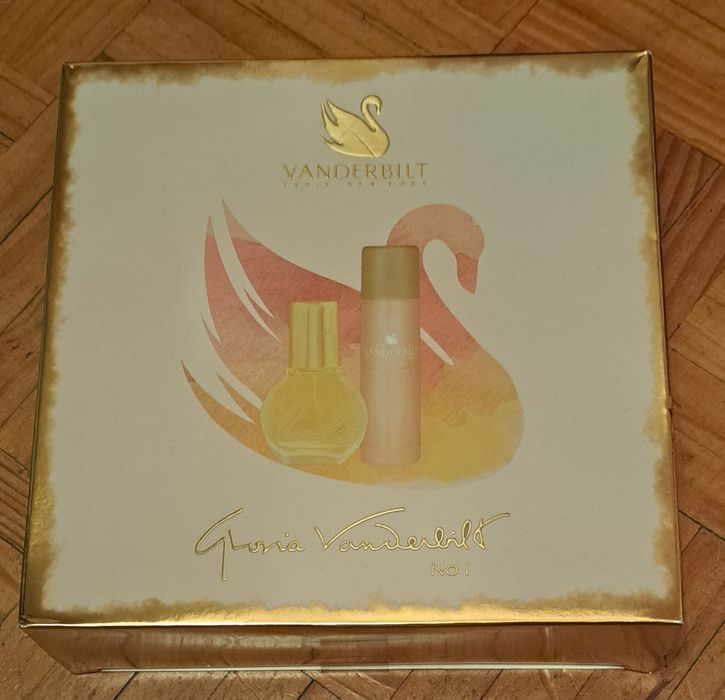 VANDERBILT
PARIS · NEW YORK
VANDERBILT
Gloria Vanderbilt
No 1